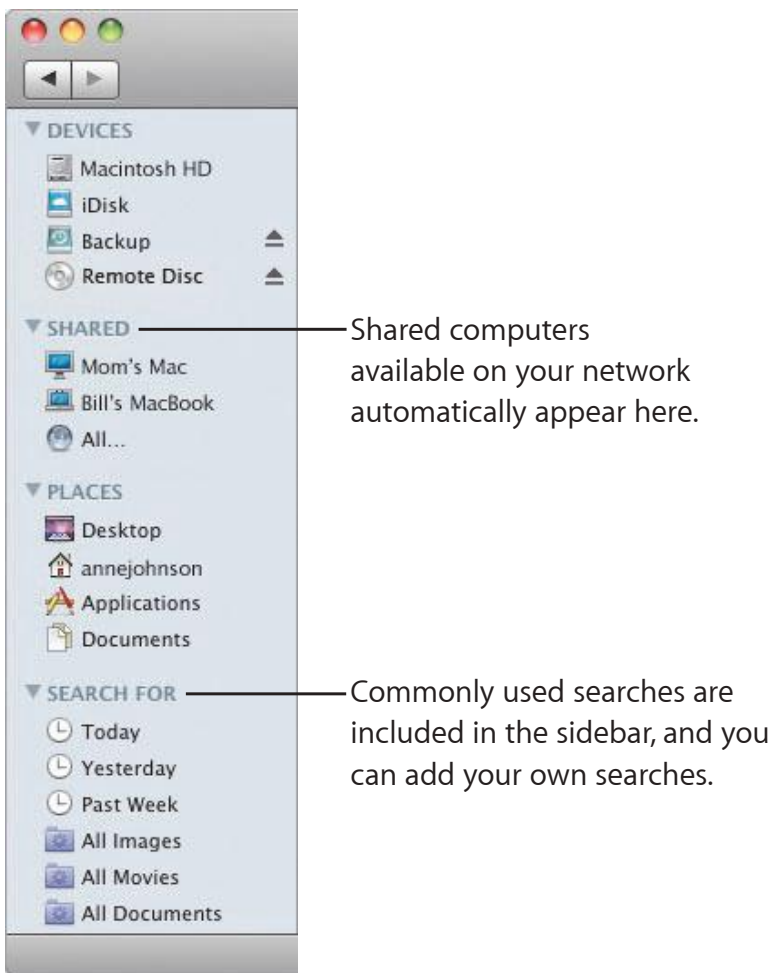 DEVICES
Macintosh HD
iDisk
Backup
Remote Disc
SHARED
Mom's Mac
Bill's MacBook
All...
Shared computers
available on your network
automatically appear here.
PLACES
Desktop
annejohnson
Applications
Documents
SEARCH FOR
Today
Yesterday
Past Week
All Images
All Movies
All Documents
Commonly used searches are
included in the sidebar, and you
can add your own searches.